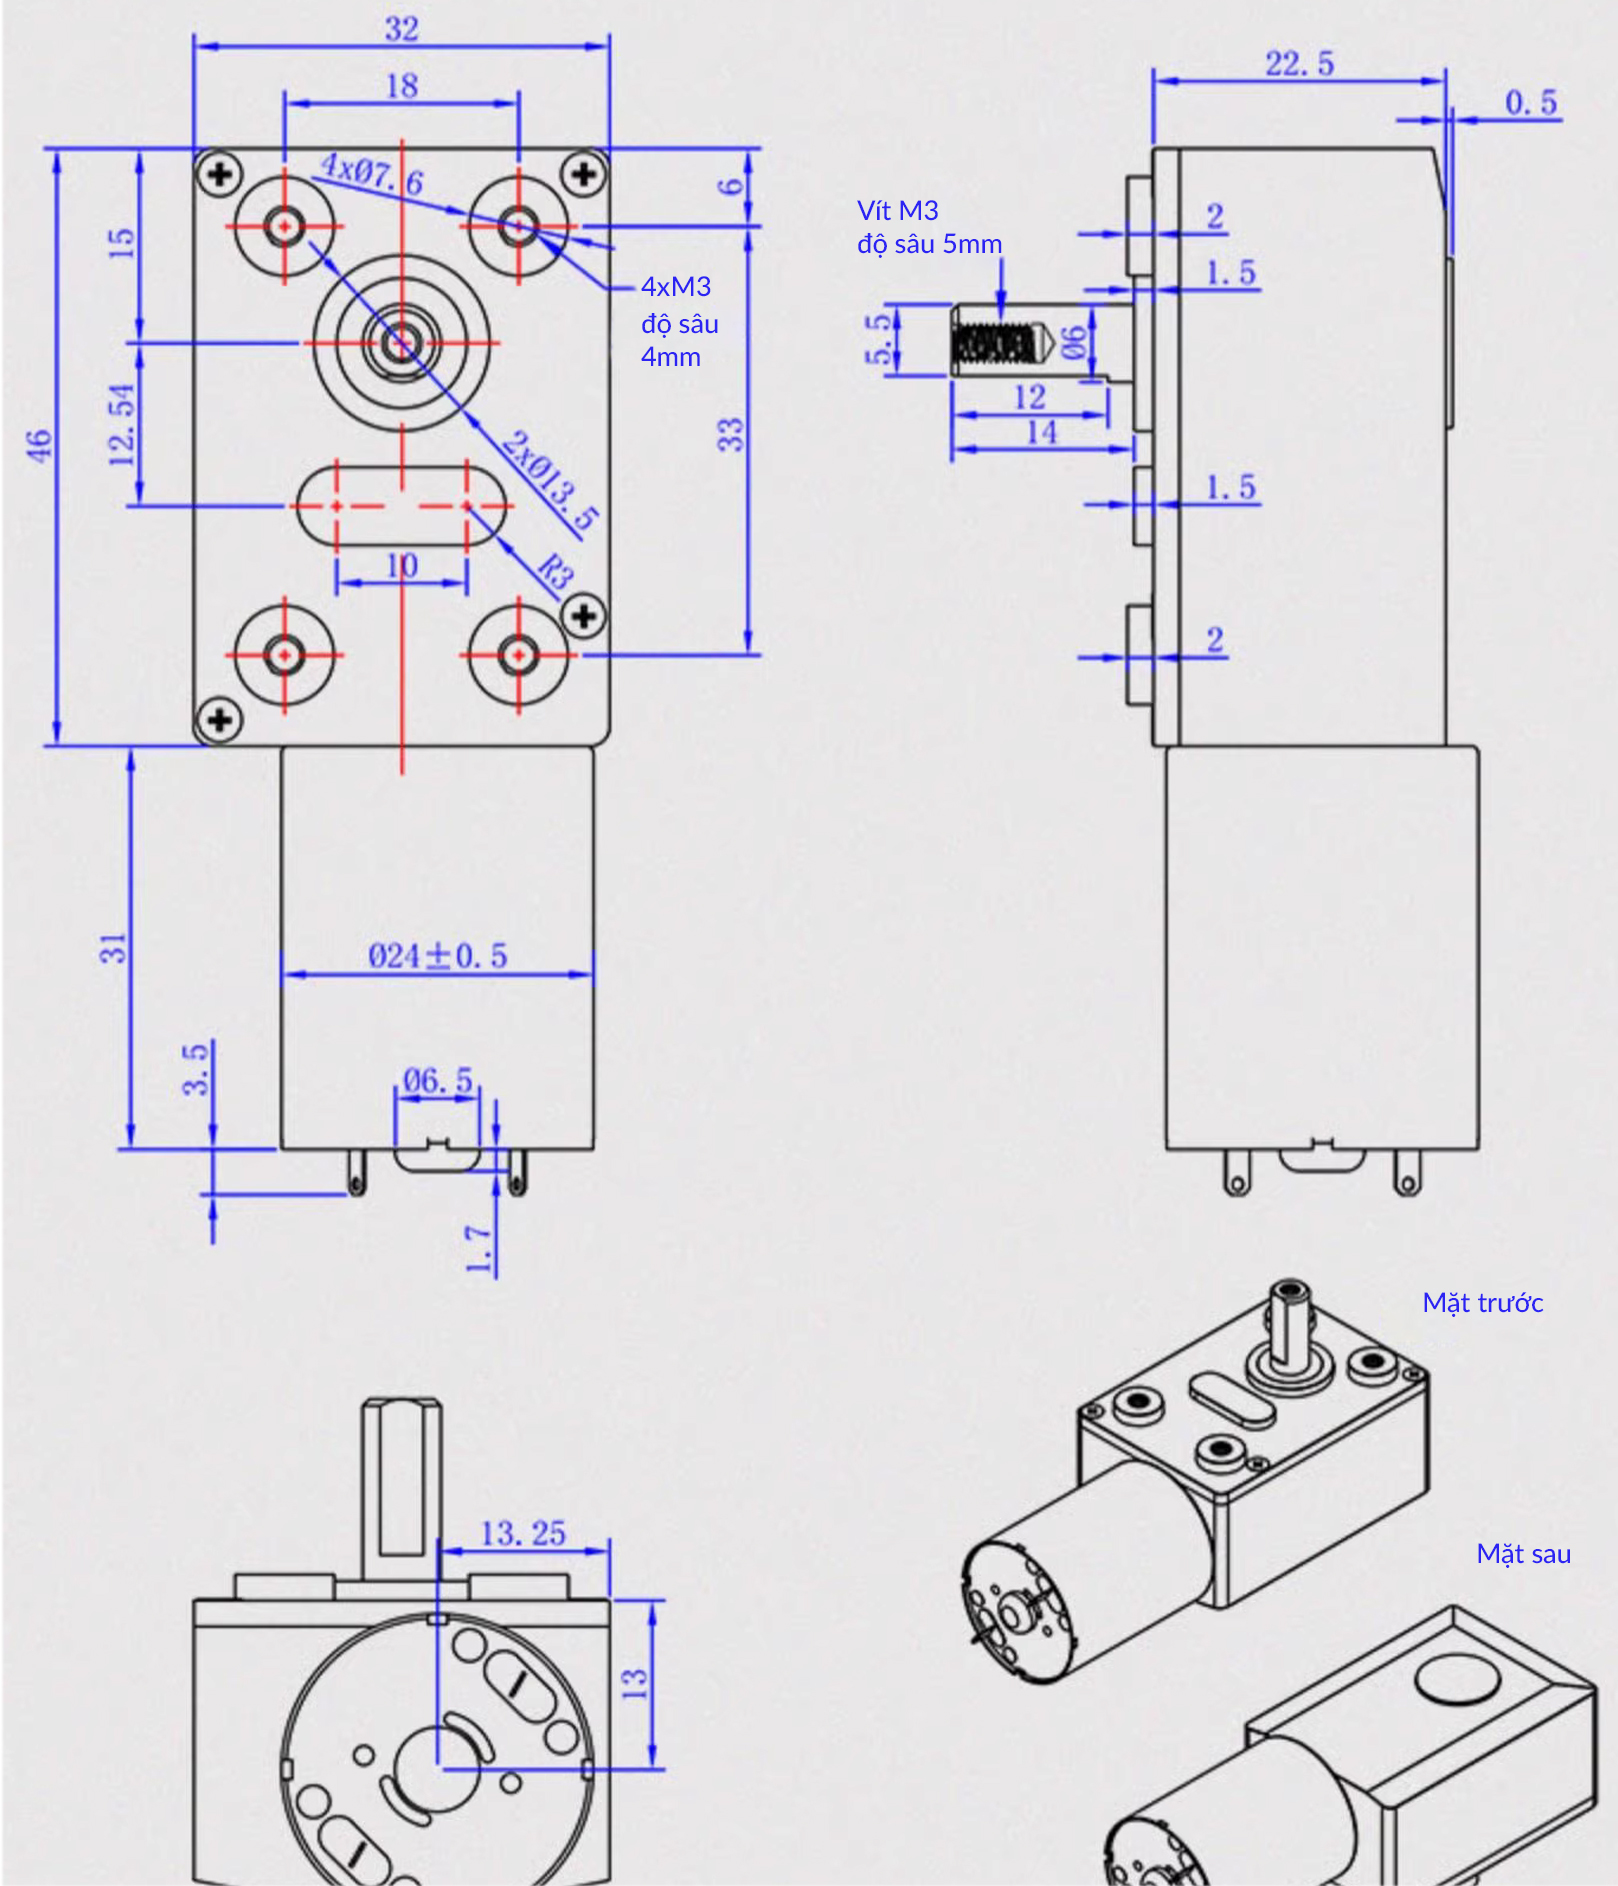 32
18
22. 5
0. 5
4xØ7. 6
6
15
Vít M3
độ sâu 5mm
2
1. 5
4xM3
độ sâu
4mm
5. 5
Ø6
12
14
12. 54
46
33
2xØ13. 5
1. 5
10
R3
2
31
Ø24±0. 5
3. 5
Ø6. 5
1. 7
Mặt trước
13. 25
Mặt sau
13